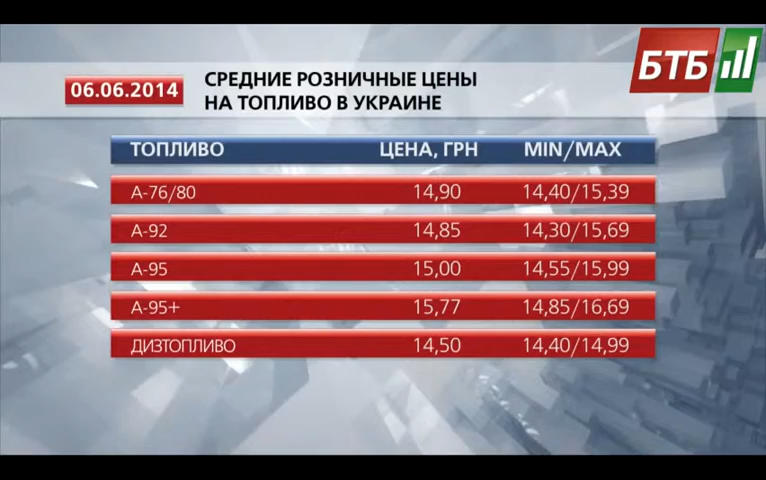 БТБ
06.06.2014
СРЕДНИЕ РОЗНИЧНЫЕ ЦЕНЫ
НА ТОПЛИВО В УКРАИНЕ
ТОПЛИВО ЦЕНА, ГРН MIN/MAX
А-76/80 14,90 14,40/15,39
А-92 14,85 14,30/15,69
А-95 15,00 14,55/15,99
А-95+ 15,77 14,85/16,69
ДИЗТОПЛИВО 14,50 14,40/14,99